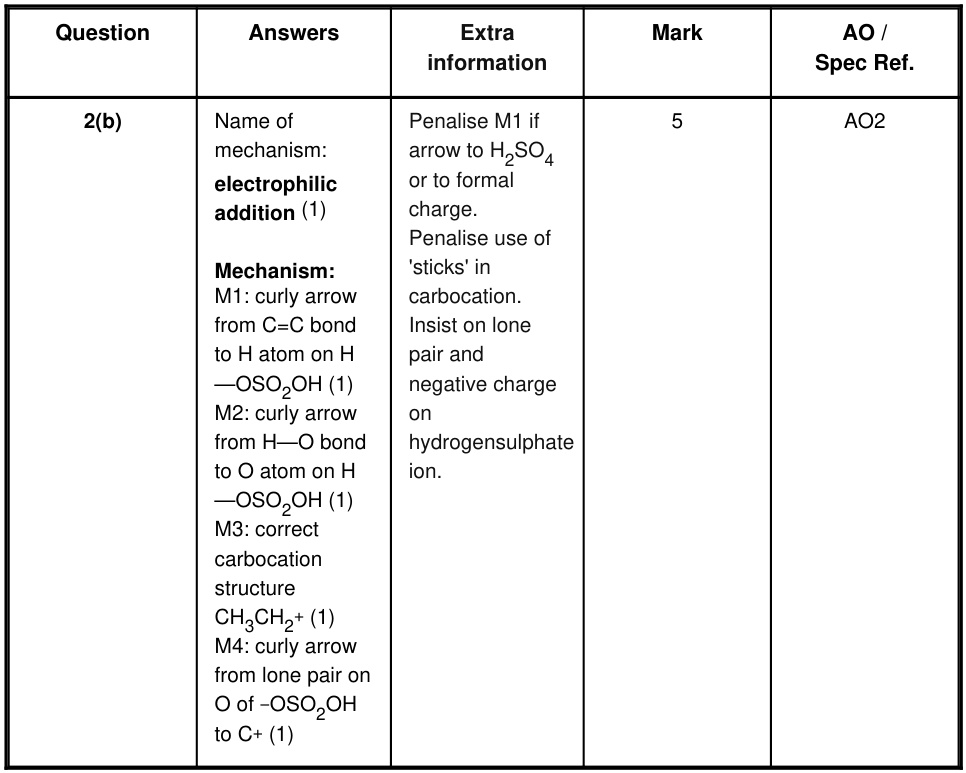 Question
Answers
Extra
information
Mark
AO /
Spec Ref.
2(b)
Name of
mechanism:
electrophilic
addition (1)
Mechanism:
M1: curly arrow
from C=C bond
to H atom on H
—OSO₂OH (1)
M2: curly arrow
from H—O bond
to O atom on H
—OSO₂OH (1)
M3: correct
carbocation
structure
CH₃CH₂⁺ (1)
M4: curly arrow
from lone pair on
O of ⁻OSO₂OH
to C⁺ (1)
Penalise M1 if
arrow to H₂SO₄
or to formal
charge.
Penalise use of
'sticks' in
carbocation.
Insist on lone
pair and
negative charge
on
hydrogensulphate
ion.
5
AO2